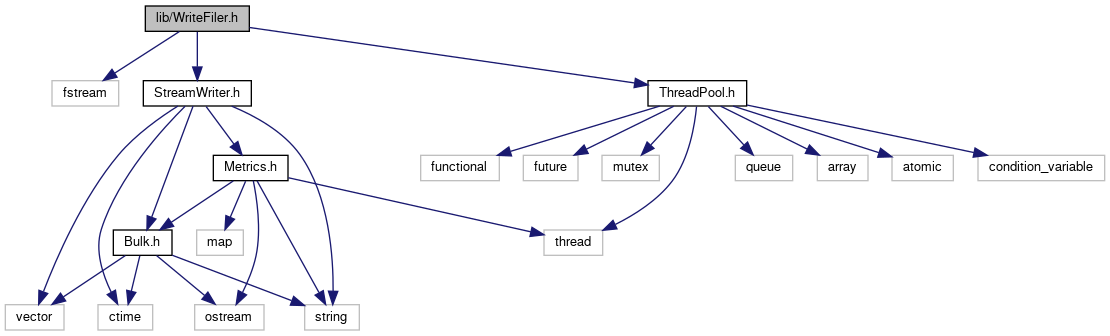 lib/WriteFiler.h
fstream
StreamWriter.h
ThreadPool.h
Metrics.h
functional
future
mutex
queue
array
atomic
condition_variable
Bulk.h
map
thread
vector
ctime
ostream
string